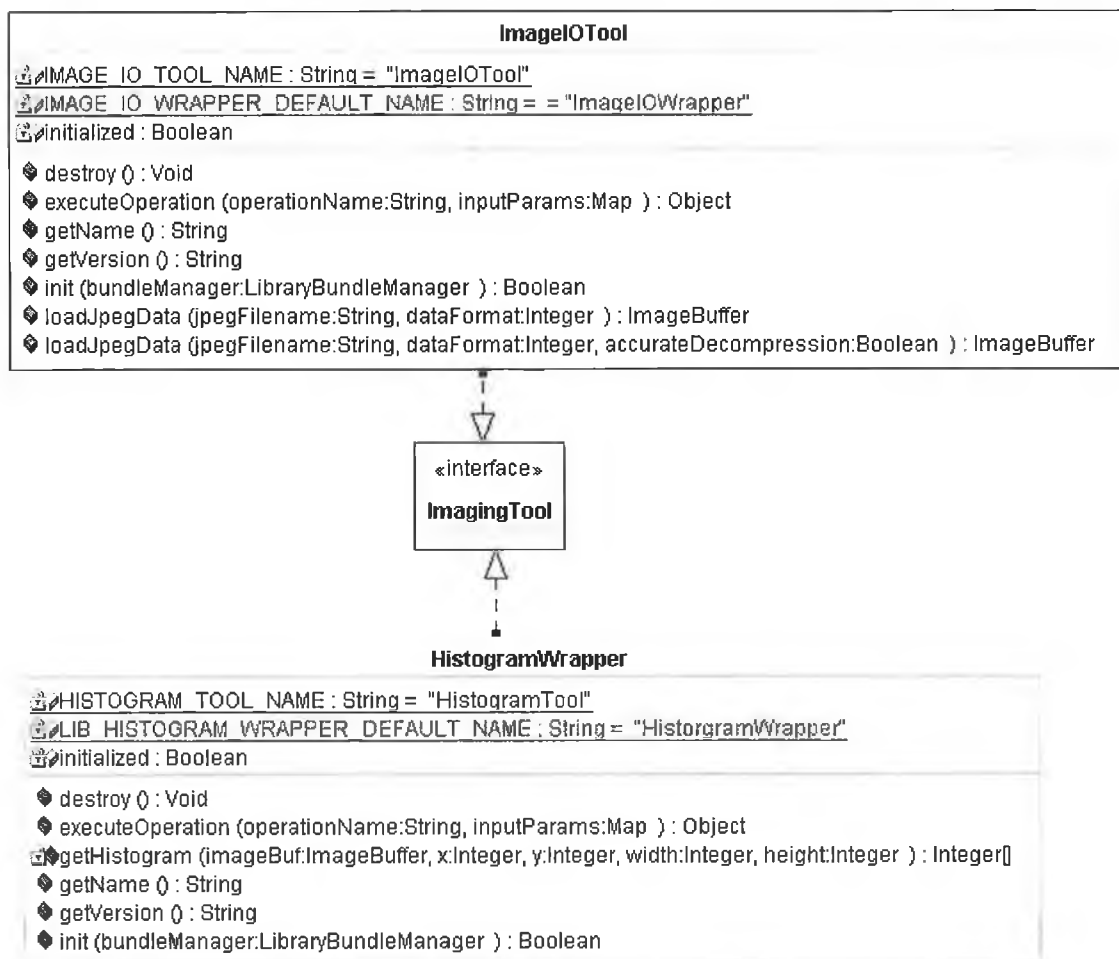 ImageIOTool
IMAGE_IO_TOOL_NAME : String = "ImageIOTool"
IMAGE_IO_WRAPPER_DEFAULT_NAME : String = = "ImageIOWrapper"
initialized : Boolean
destroy () : Void
executeOperation (operationName:String, inputParams:Map ) : Object
getName () : String
getVersion () : String
init (bundleManager:LibraryBundleManager ) : Boolean
loadJpegData (jpegFilename:String, dataFormat:Integer ) : ImageBuffer
loadJpegData (jpegFilename:String, dataFormat:Integer, accurateDecompression:Boolean ) : ImageBuffer
«interface»
ImagingTool
HistogramWrapper
HISTOGRAM_TOOL_NAME : String = "HistogramTool"
LIB_HISTOGRAM_WRAPPER_DEFAULT_NAME : String = "HistorgramWrapper"
initialized : Boolean
destroy () : Void
executeOperation (operationName:String, inputParams:Map ) : Object
getHistogram (imageBuf:ImageBuffer, x:Integer, y:Integer, width:Integer, height:Integer ) : Integer[]
getName () : String
getVersion () : String
init (bundleManager:LibraryBundleManager ) : Boolean